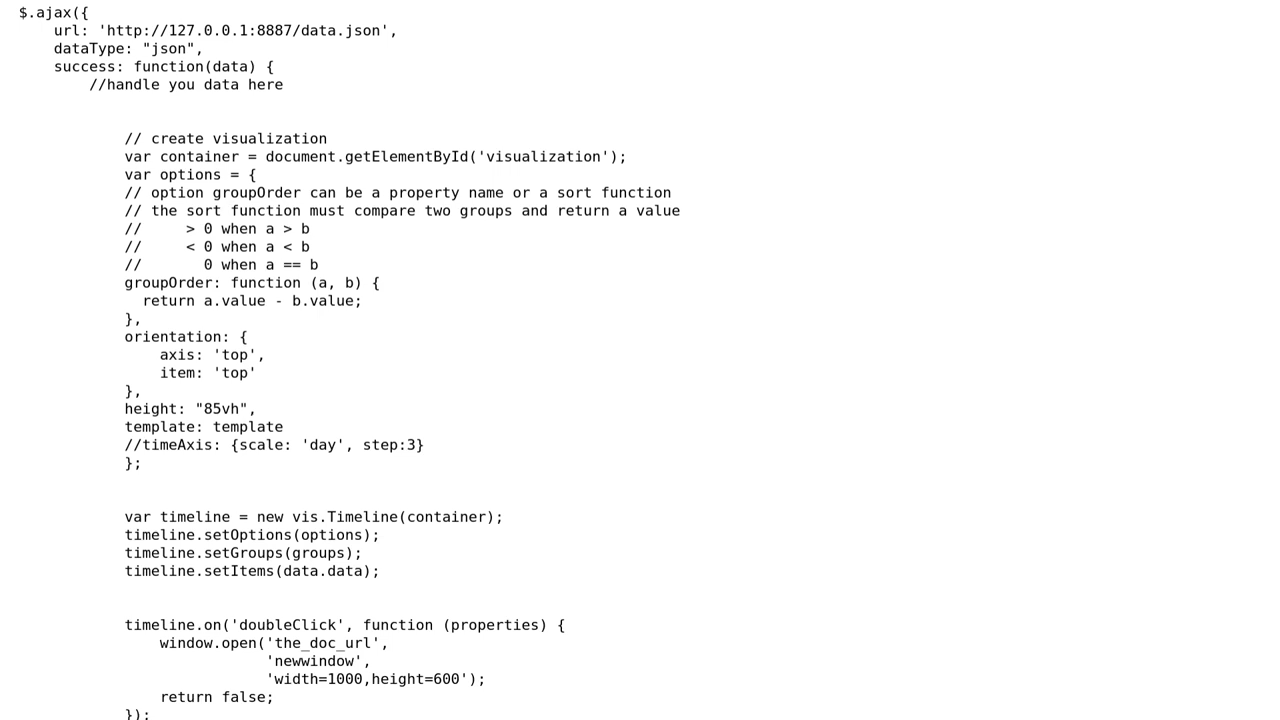 $.ajax({
    url: 'http://127.0.0.1:8887/data.json',
    dataType: "json",
    success: function(data) {
        //handle you data here
            // create visualization
            var container = document.getElementById('visualization');
            var options = {
            // option groupOrder can be a property name or a sort function
            // the sort function must compare two groups and return a value
            //     > 0 when a > b
            //     < 0 when a < b
            //       0 when a == b
            groupOrder: function (a, b) {
              return a.value - b.value;
            },
            orientation: {
                axis: 'top',
                item: 'top'
            },
            height: "85vh",
            template: template
            //timeAxis: {scale: 'day', step:3}
            };
            var timeline = new vis.Timeline(container);
            timeline.setOptions(options);
            timeline.setGroups(groups);
            timeline.setItems(data.data);
            timeline.on('doubleClick', function (properties) {
                window.open('the_doc_url',
                            'newwindow',
                            'width=1000,height=600');
                return false;
            });